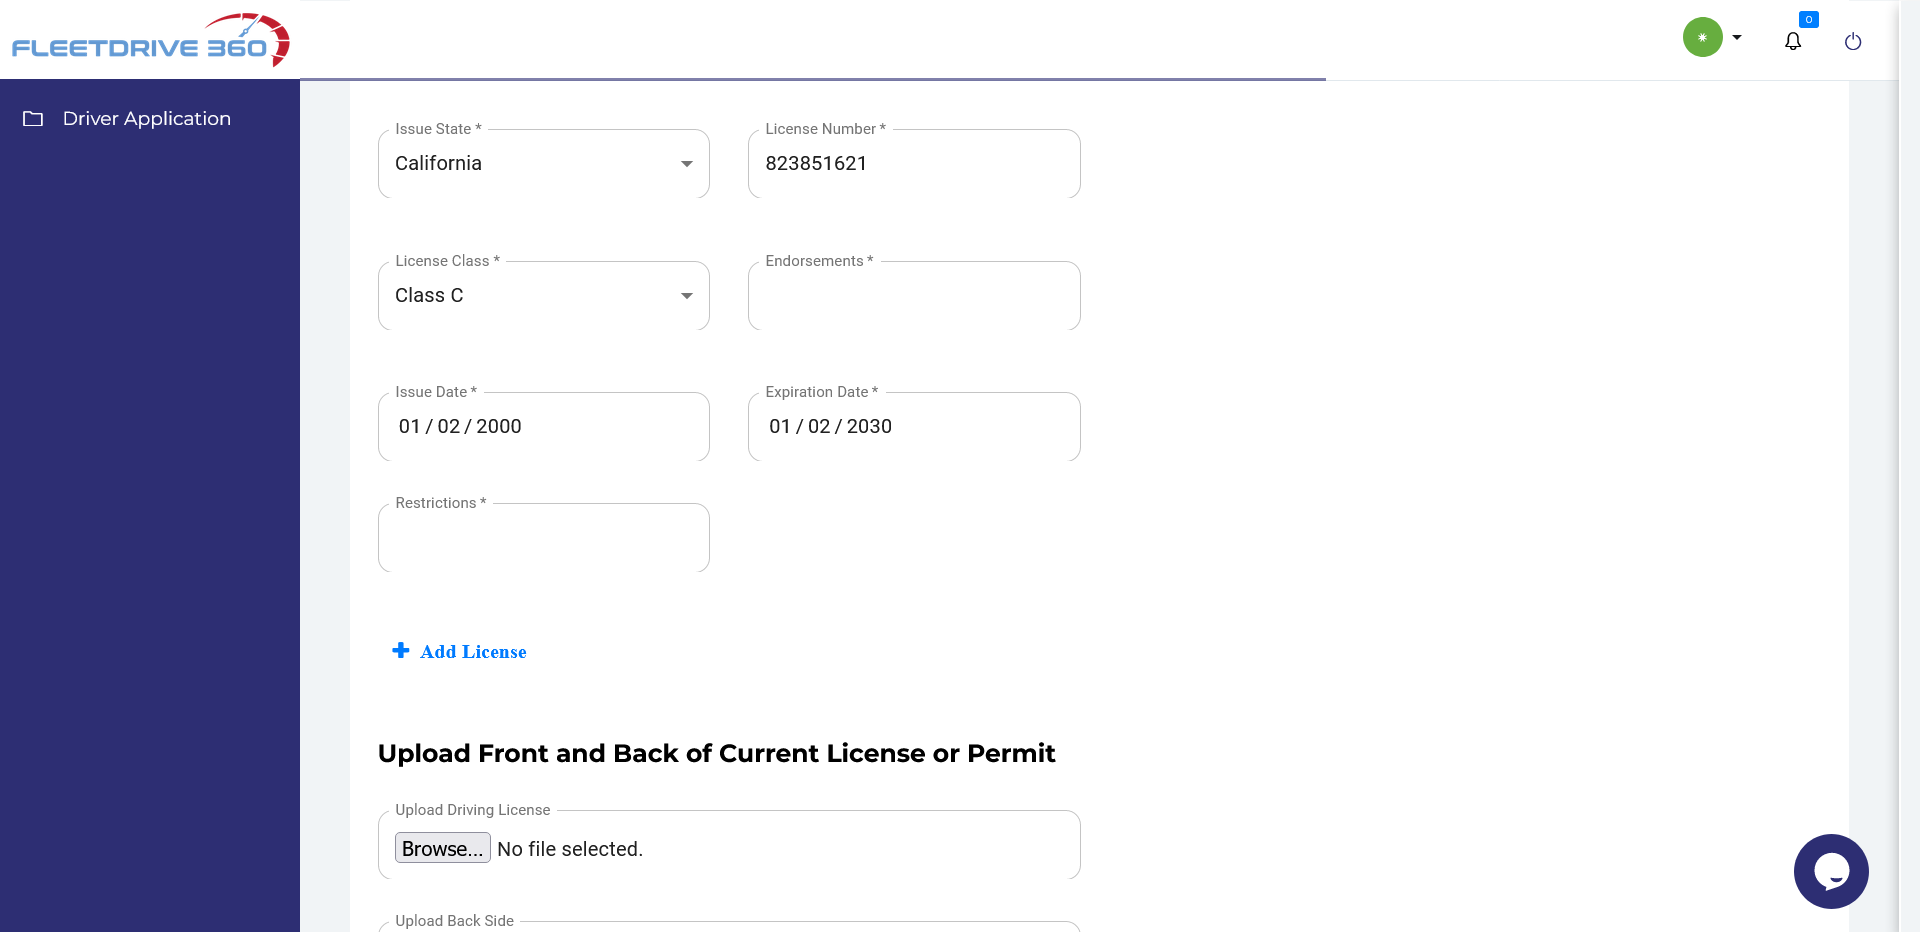 FLEETDRIVE 360
0
Driver Application
Issue State *
California
License Number *
823851621
License Class *
Class C
Endorsements *
Issue Date *
01 / 02 / 2000
Expiration Date *
01 / 02 / 2030
Restrictions *
Add License
Upload Front and Back of Current License or Permit
Upload Driving License
Browse... No file selected.
Upload Back Side